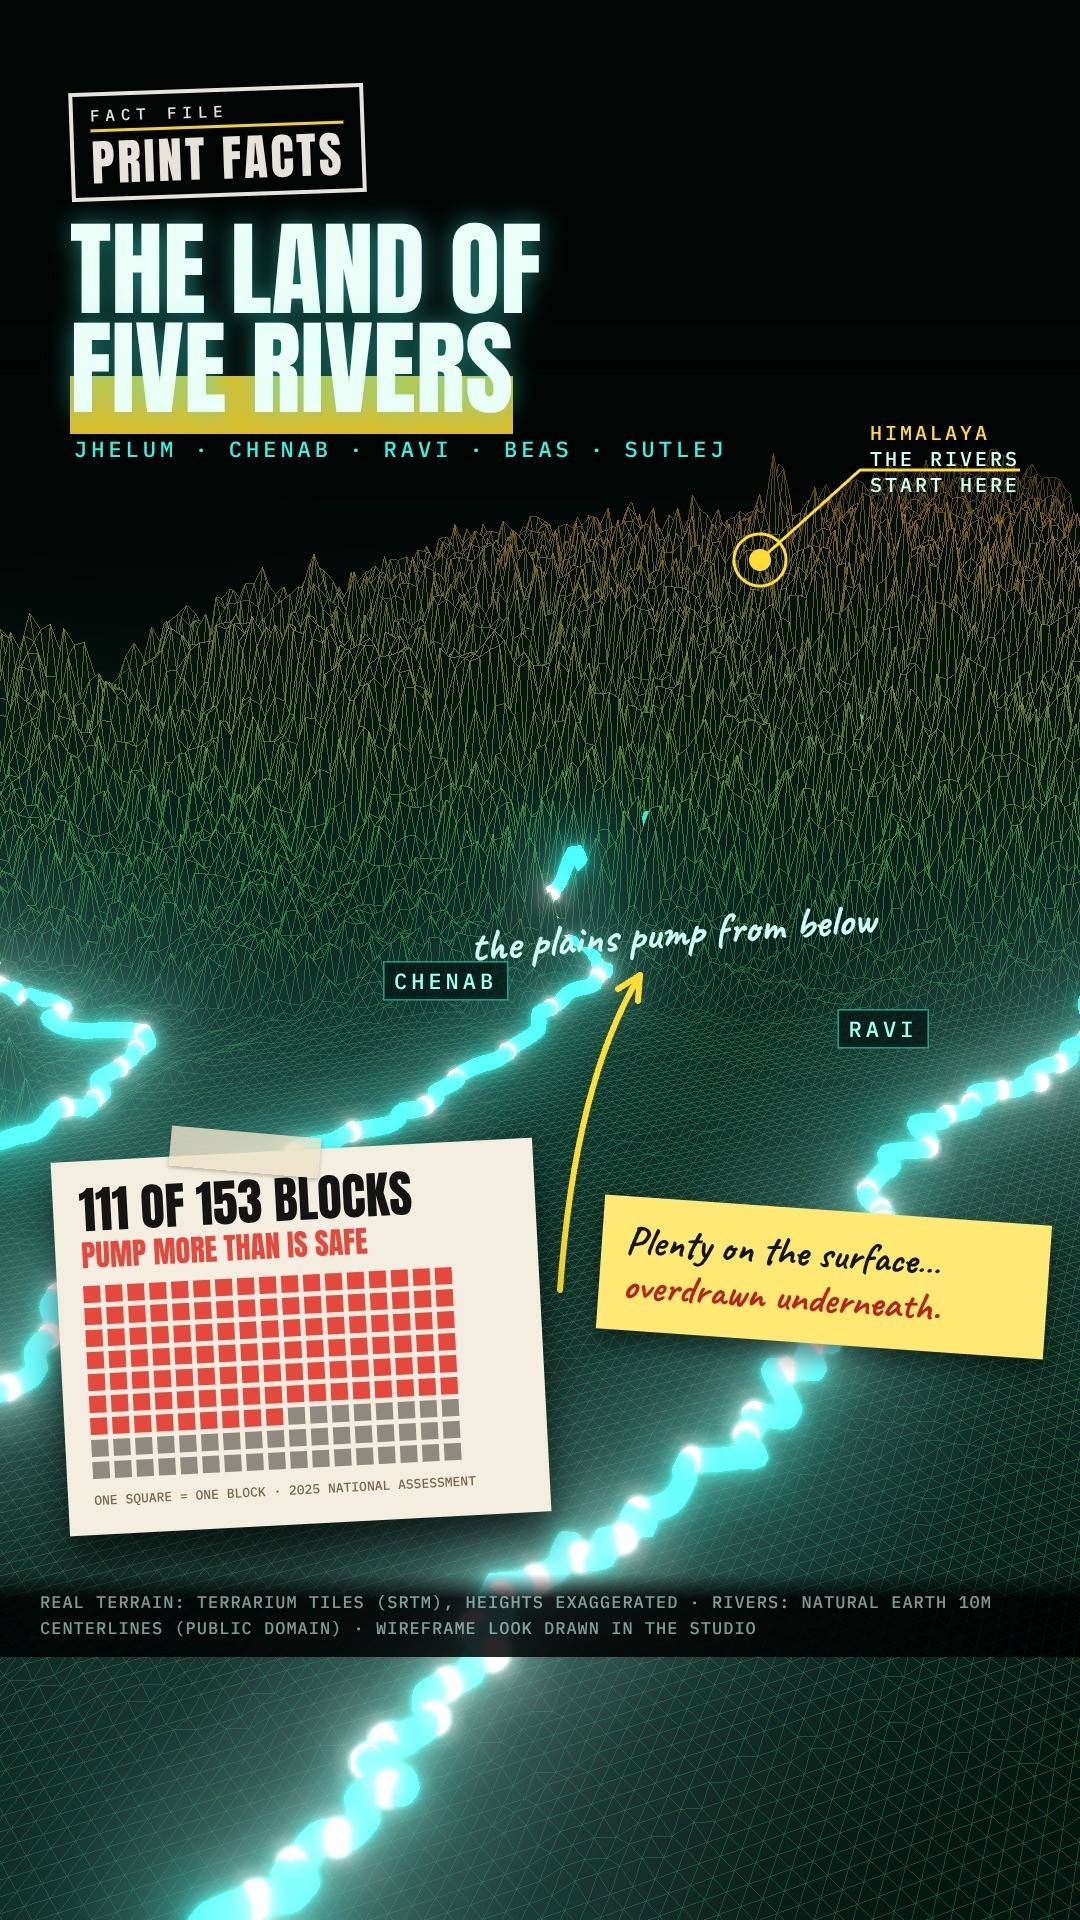 FACT FILE
PRINT FACTS
THE LAND OF
FIVE RIVERS
JHELUM · CHENAB · RAVI · BEAS · SUTLEJ
HIMALAYA
THE RIVERS
START HERE
the plains pump from below
CHENAB
RAVI
111 OF 153 BLOCKS
PUMP MORE THAN IS SAFE
ONE SQUARE = ONE BLOCK · 2025 NATIONAL ASSESSMENT
Plenty on the surface...
overdrawn underneath.
REAL TERRAIN: TERRARIUM TILES (SRTM), HEIGHTS EXAGGERATED · RIVERS: NATURAL EARTH 10M
CENTERLINES (PUBLIC DOMAIN) · WIREFRAME LOOK DRAWN IN THE STUDIO